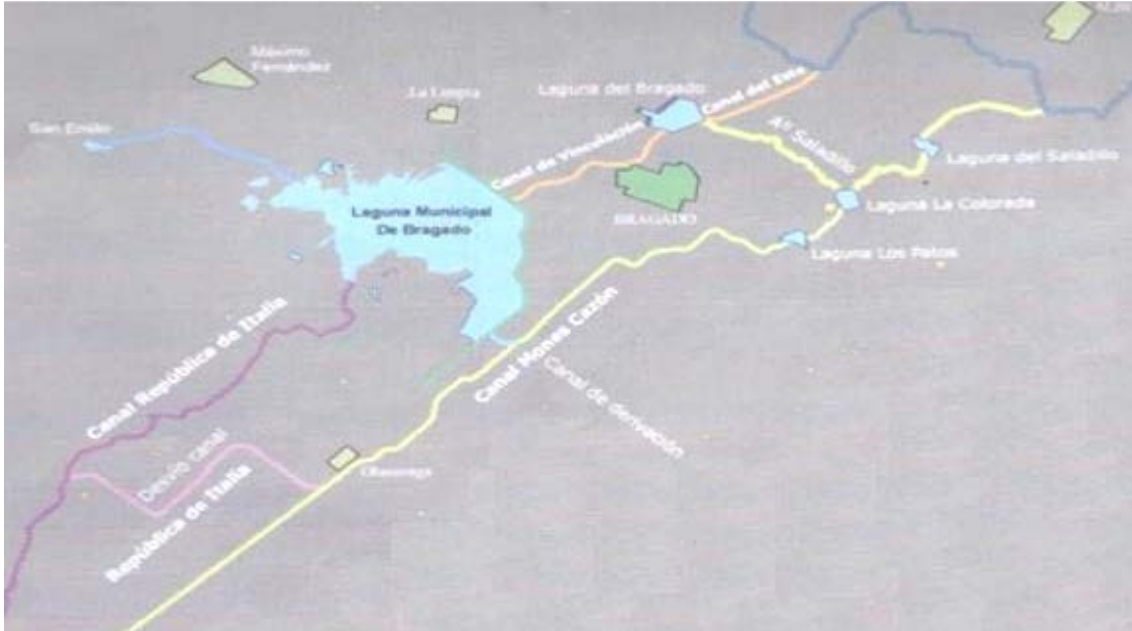 Máximo
Fernández
La Limpia
Laguna del Bragado
Canal del Este
San Emilio
Canal de Vinculación
Aº Saladillo
Laguna del Saladillo
Laguna Municipal
De Bragado
BRAGADO
Laguna La Colorada
Laguna Los Patos
Canal República de Italia
Canal Mones Cazón
Canal de derivación
Desvío canal
República de Italia